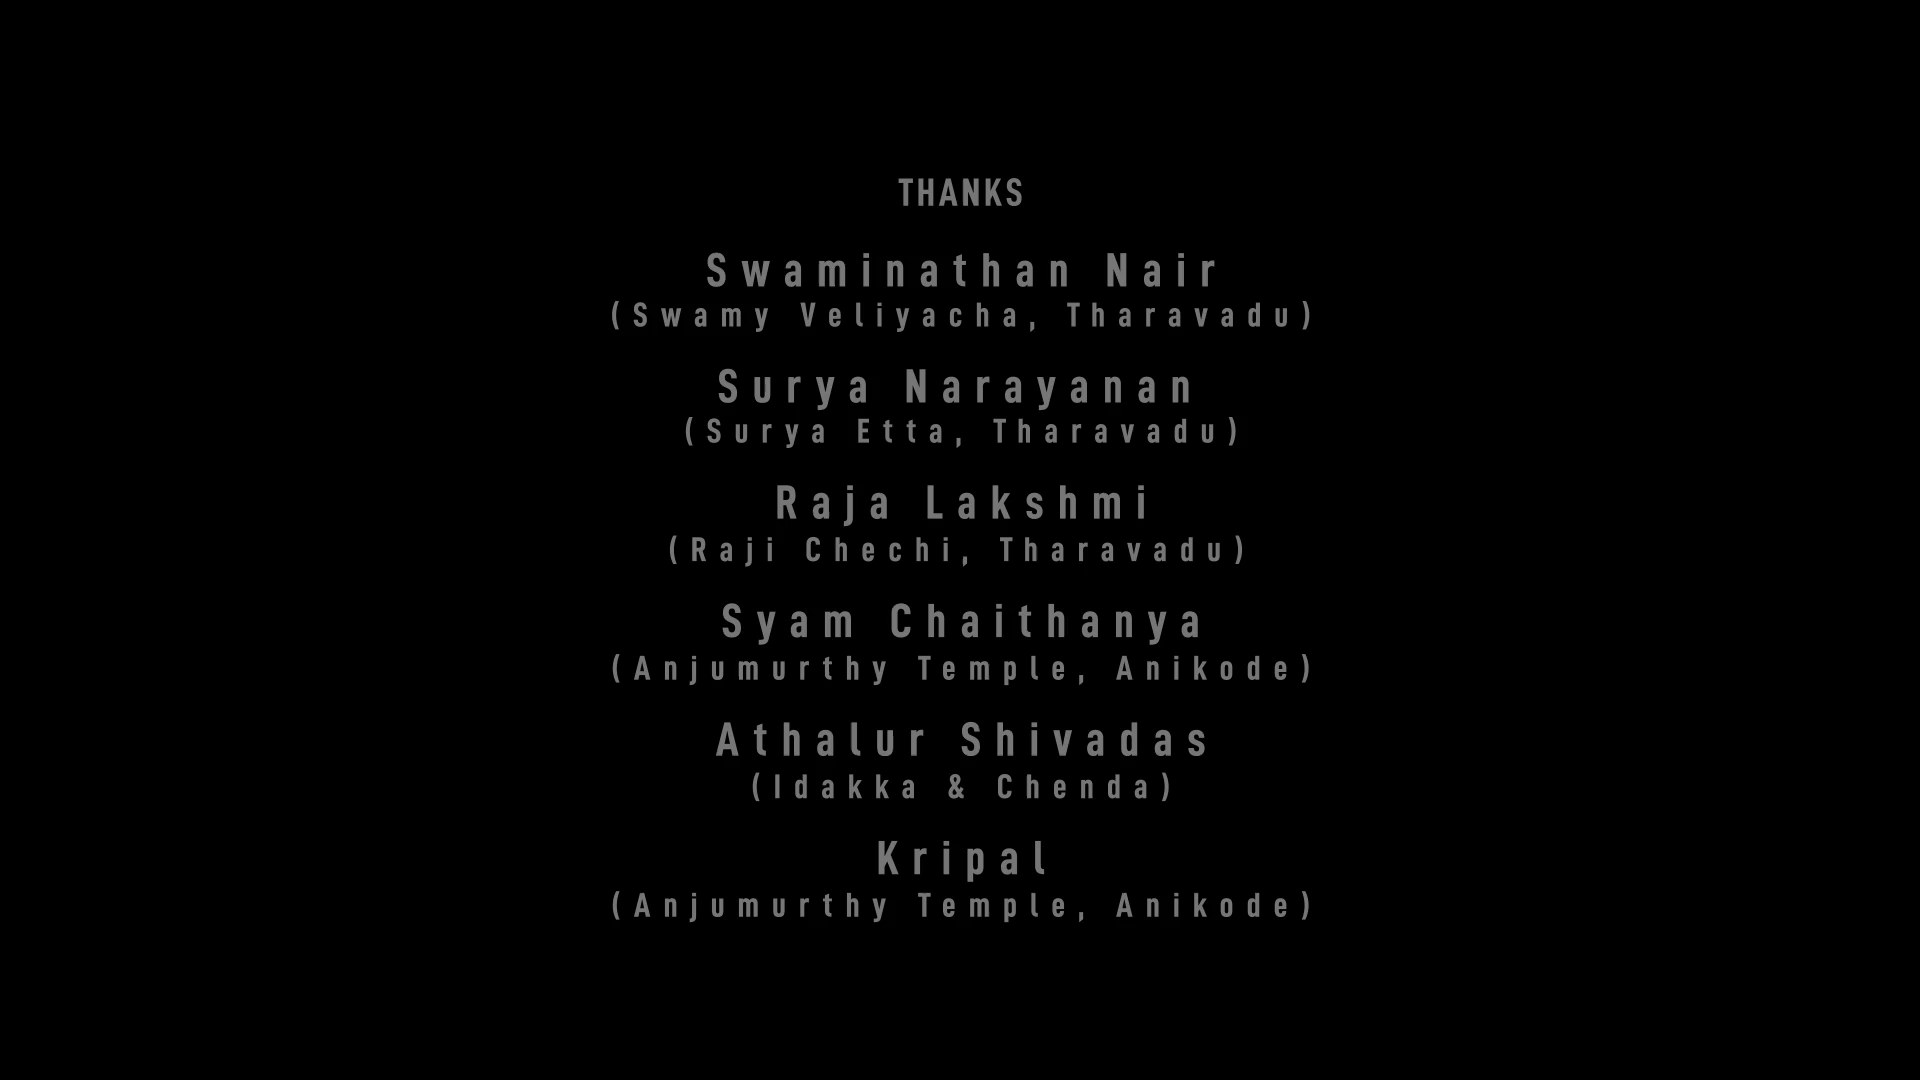 THANKS
Swaminathan Nair
(Swamy Veliyacha, Tharavadu)
Surya Narayanan
(Surya Etta, Tharavadu)
Raja Lakshmi
(Raji Chechi, Tharavadu)
Syam Chaithanya
(Anjumurthy Temple, Anikode)
Athalur Shivadas
(Idakka & Chenda)
Kripal
(Anjumurthy Temple, Anikode)